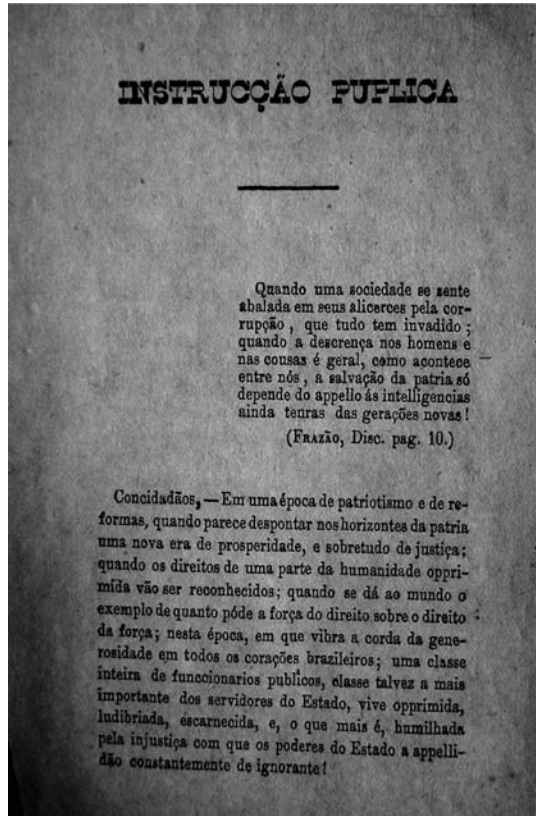 INSTRUCÇÃO PUPLICA
Quando uma sociedade se sente
abalada em seus alicerces pela cor-
rupção , que tudo tem invadido ;
quando a descrença nos homens e
nas cousas é geral, como acontece
entre nós , a salvação da patria só
depende do appello ás intelligencias
ainda tenras das gerações novas !
(FRAZÃO, Disc. pag. 10.)
Concidadãos, — Em uma época de patriotismo e de re-
formas, quando parece despontar nos horizontes da patria
uma nova era de prosperidade, e sobretudo de justiça ;
quando os direitos de uma parte da humanidade oppri-
mida vão ser reconhecidos ; quando se dá ao mundo o
exemplo de quanto póde a força do direito sobre o direito
da força ; nesta época, em que vibra a corda da gene-
rosidade em todos os corações brazileiros ; uma classe
inteira de funccionarios publicos, classe talvez a mais
importante dos servidores do Estado, vive opprimida,
ludibriada, escarnecida, e, o que mais é, humilhada
pela injustiça com que os poderes do Estado a appelli-
dão constantemente de ignorante !